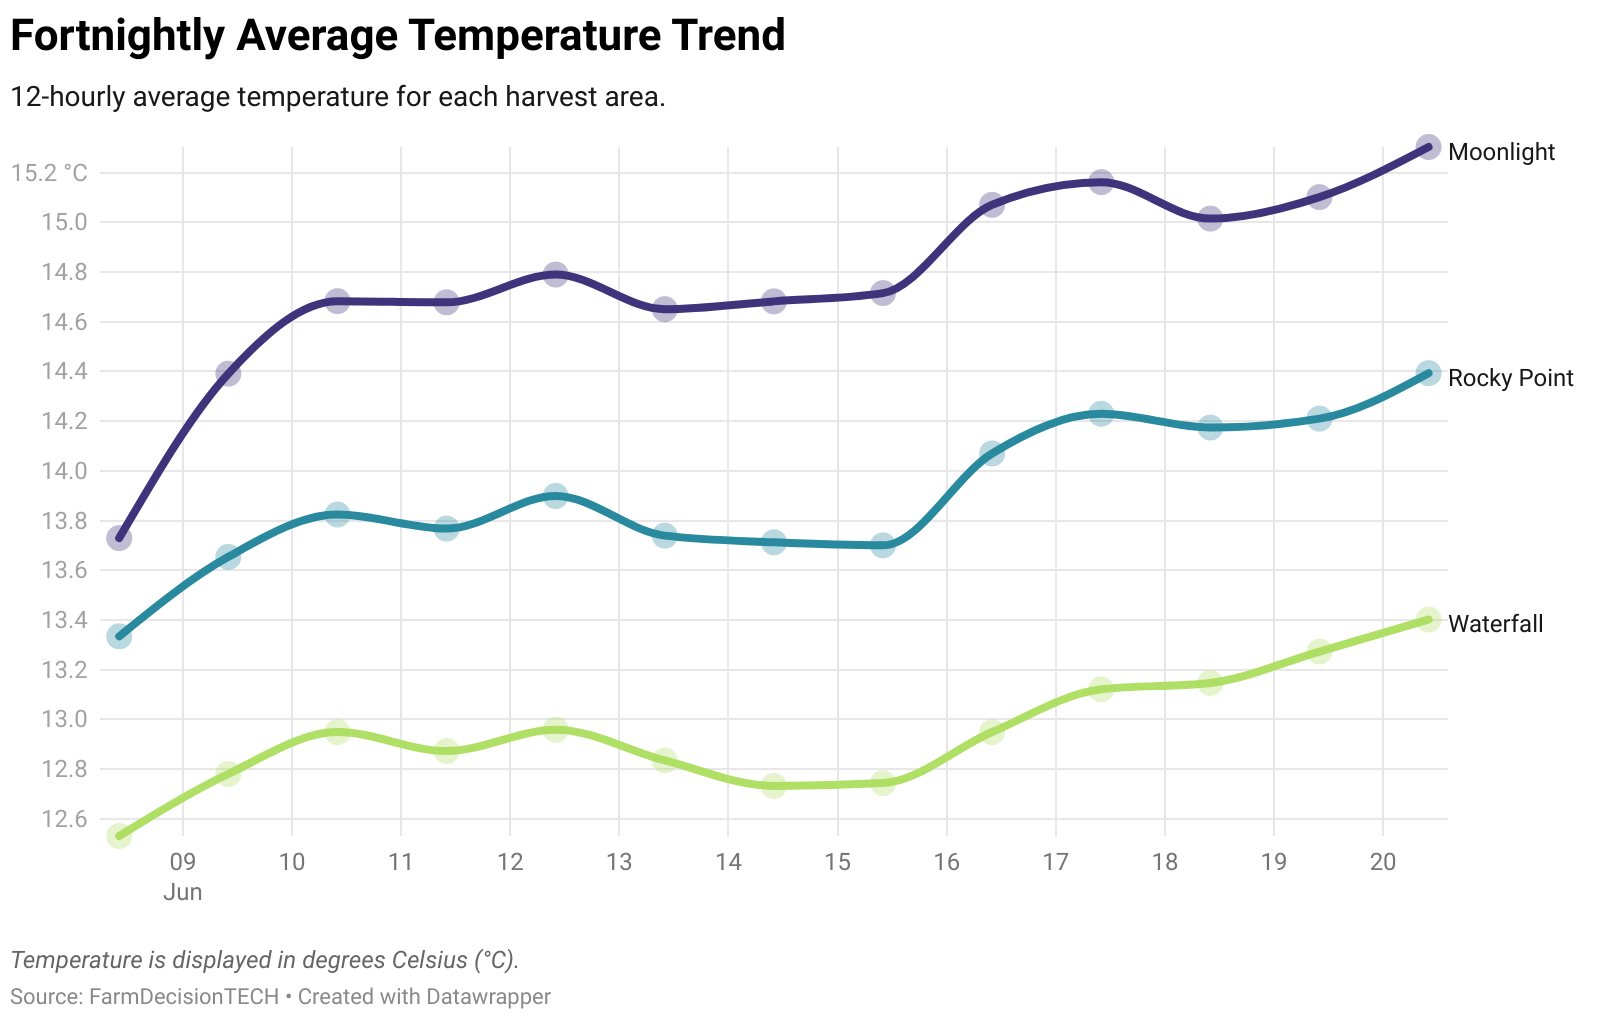 Fortnightly Average Temperature Trend
12-hourly average temperature for each harvest area.
15.2 °C
15.0
14.8
14.6
14.4
14.2
14.0
13.8
13.6
13.4
13.2
13.0
12.8
12.6
Moonlight
Rocky Point
Waterfall
09 10 11 12 13 14 15 16 17 18 19 20
Jun
Temperature is displayed in degrees Celsius (°C).
Source: FarmDecisionTECH • Created with Datawrapper